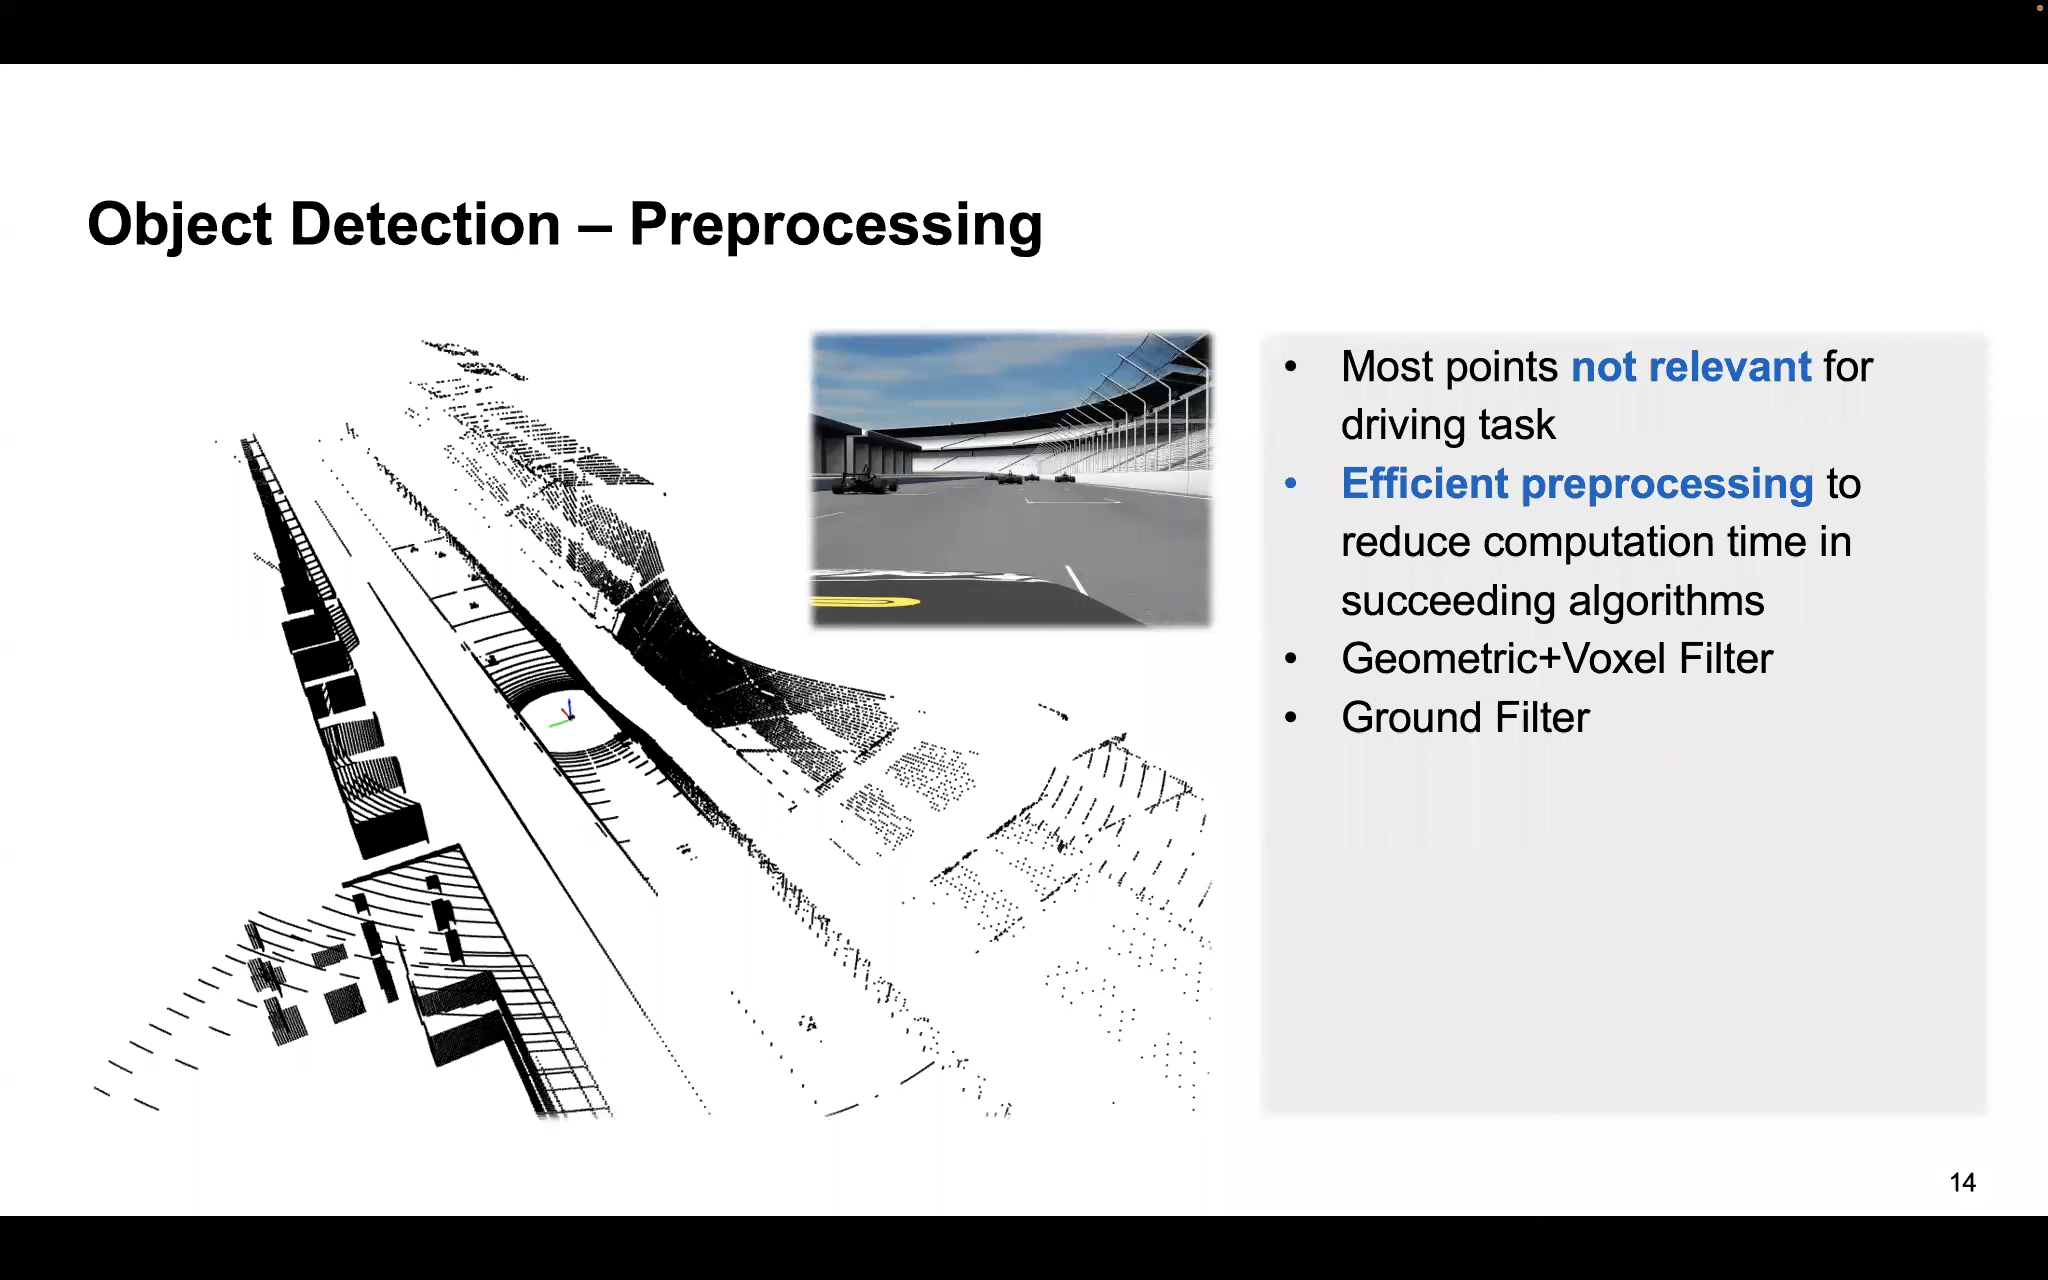 Object Detection – Preprocessing
• Most points not relevant for
driving task
• Efficient preprocessing to
reduce computation time in
succeeding algorithms
• Geometric+Voxel Filter
• Ground Filter
14